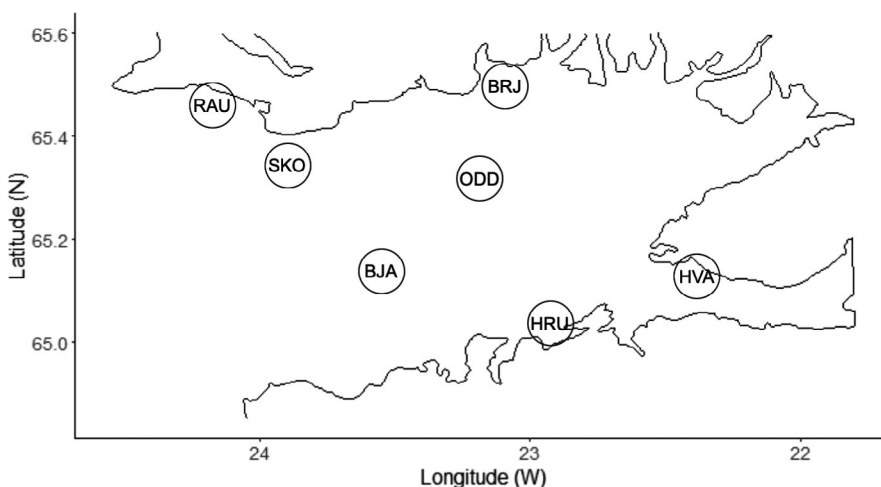 65.6
BRJ
RAU
65.4
SKO
ODD
Latitude (N)
65.2
BJA
HVA
HRU
65.0
24
23
22
Longitude (W)